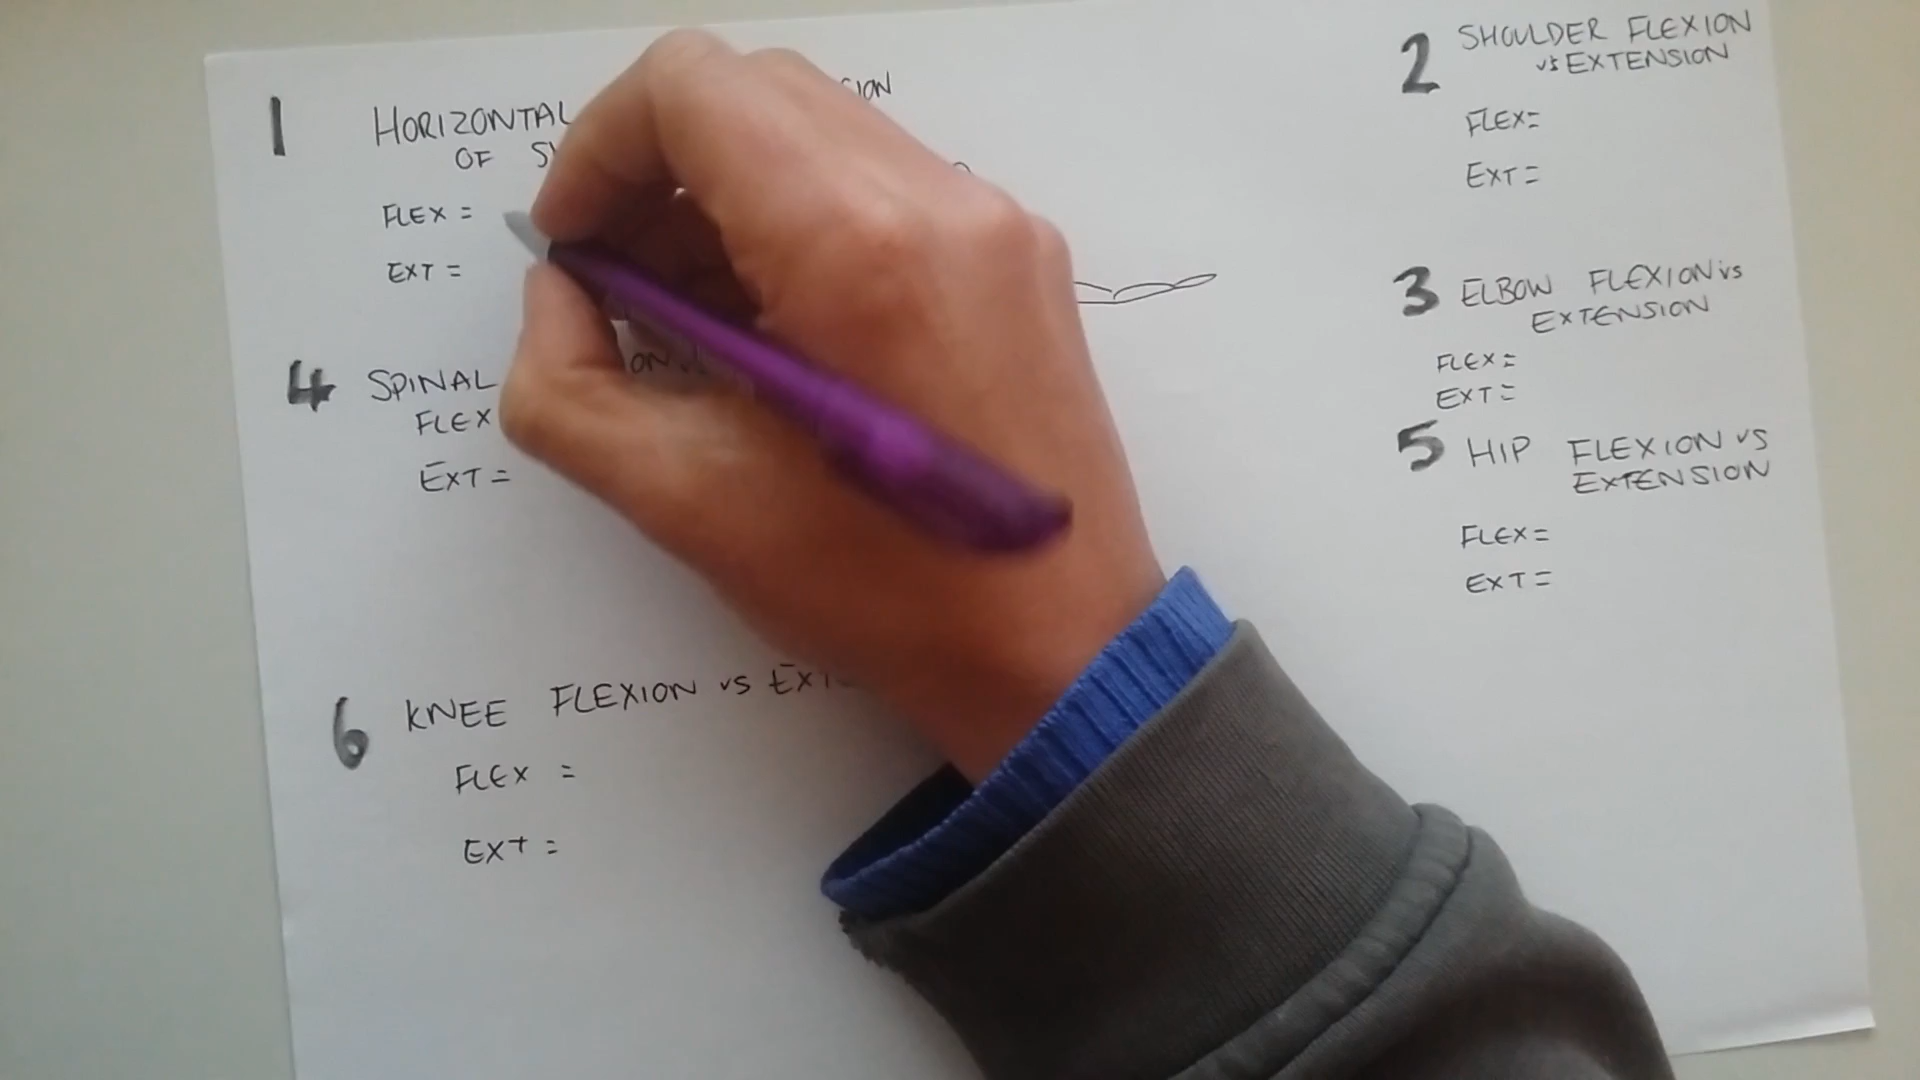 1 HORIZONTAL
OF
FLEX =
EXT =
2 SHOULDER FLEXION
vs EXTENSION
FLEX=
EXT=
3 ELBOW FLEXION vs
EXTENSION
FLEX=
EXT=
4 SPINAL
FLEX
EXT =
5 HIP FLEXION VS
EXTENSION
FLEX=
EXT=
6 KNEE FLEXION VS
FLEX =
EXT =